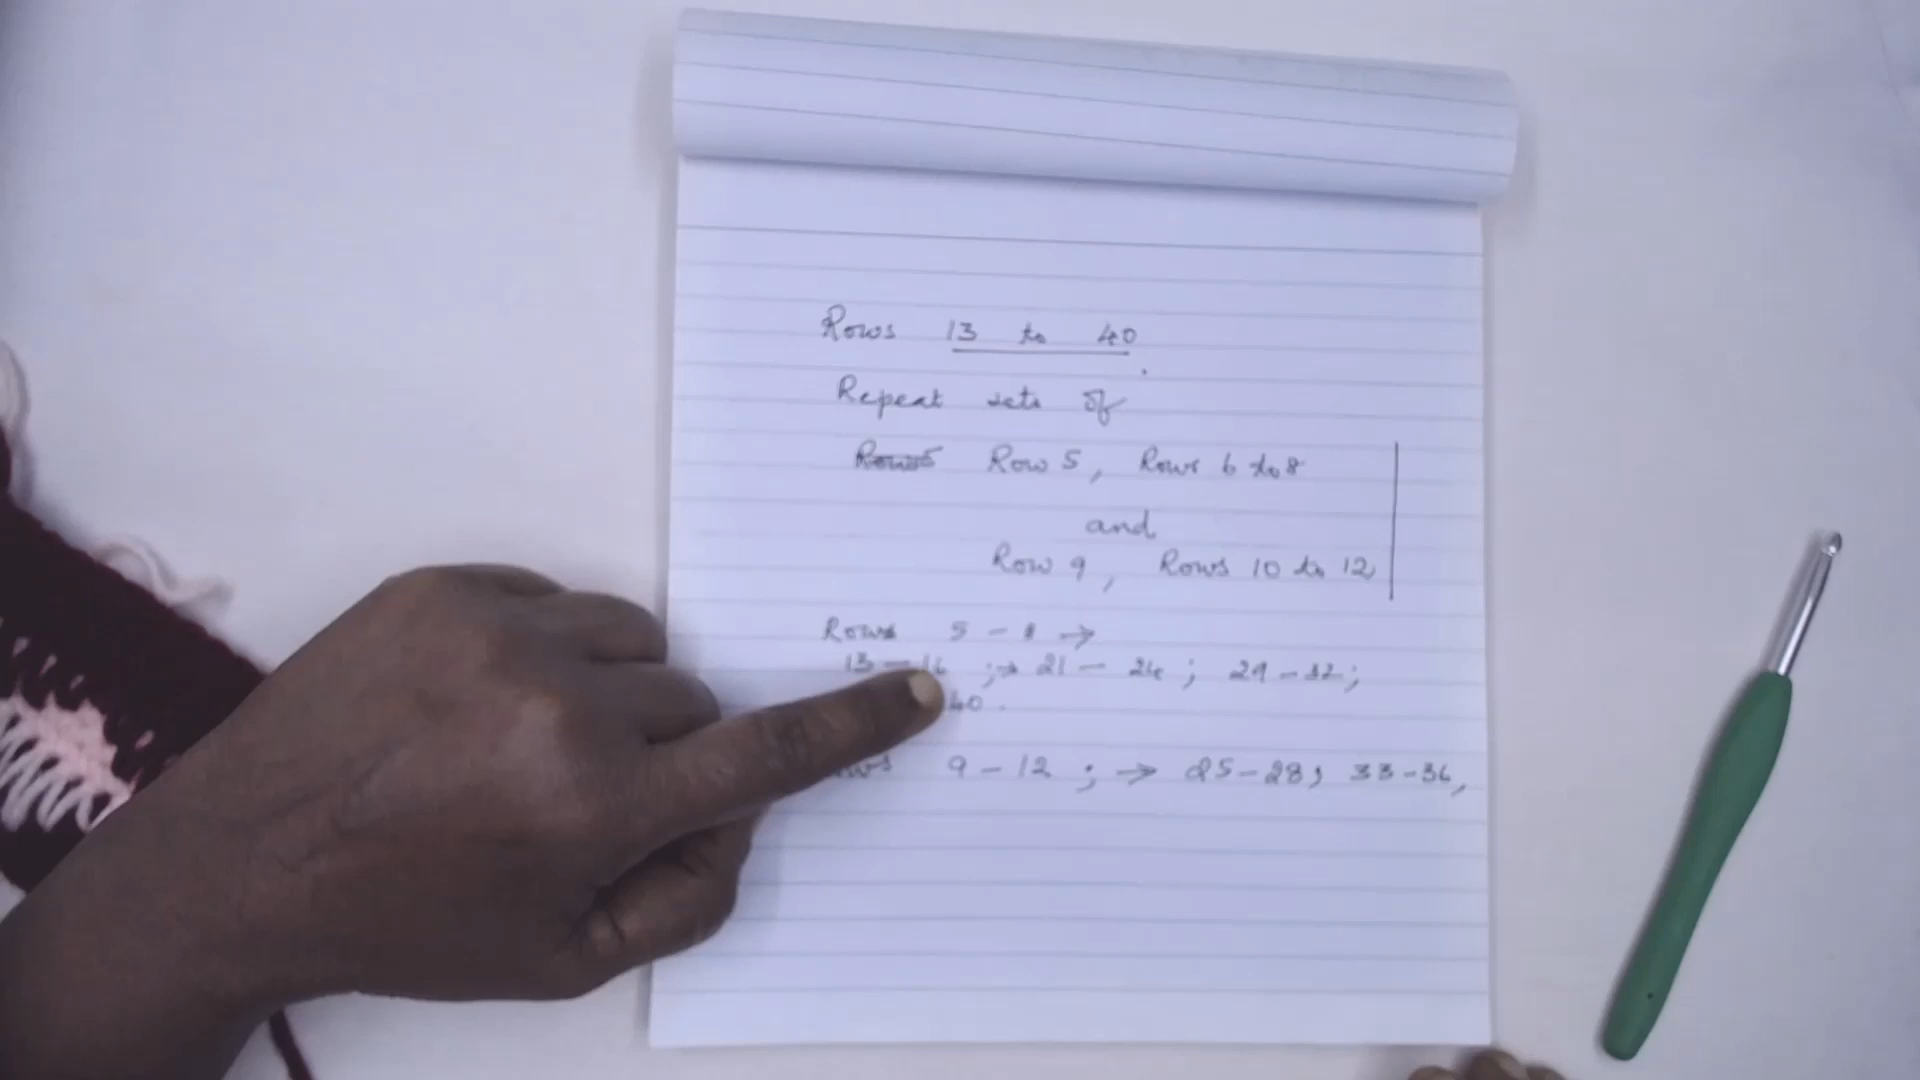 Rows 13 to 40.
Repeat sets of
Rows5 Row 5, Rows 6 to 8
and
Row 9, Rows 10 to 12
Rows 5 - 8 →
13 - 16 ;→ 21 - 24 ; 29 - 32 ;
40 .
9 - 12 ; → 25 - 28 ; 33 - 36 ,